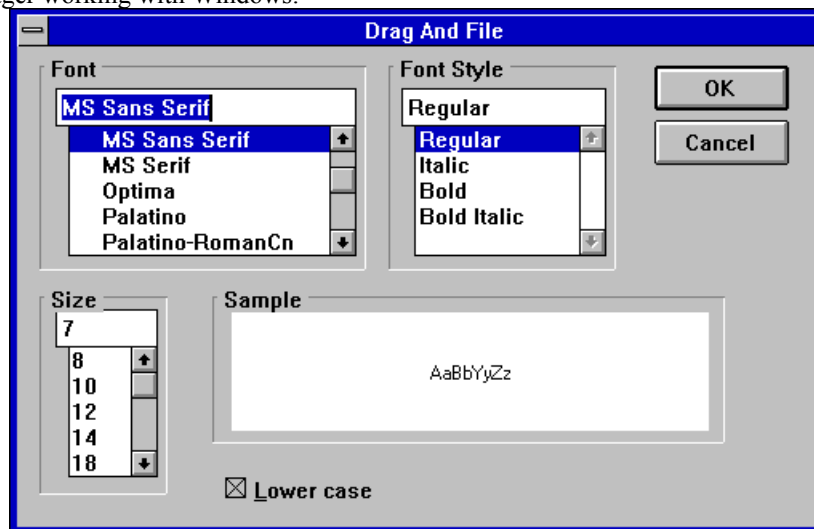 ger working with Windows.
Drag And File
Font
MS Sans Serif
MS Sans Serif
MS Serif
Optima
Palatino
Palatino-RomanCn
Font Style
Regular
Regular
Italic
Bold
Bold Italic
OK
Cancel
Size
7
8
10
12
14
18
Sample
AaBbYyZz
Lower case